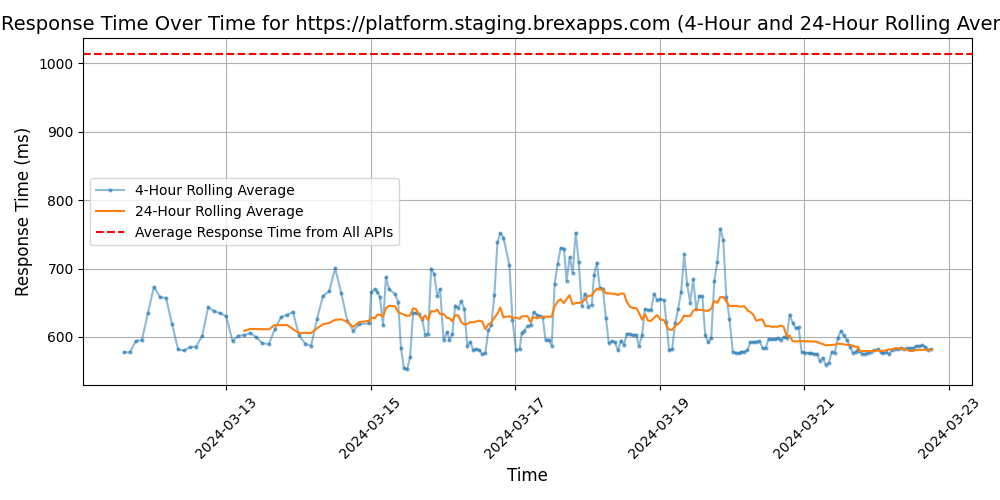 Response Time Over Time for https://platform.staging.brexapps.com (4-Hour and 24-Hour Rolling Aver
Response Time (ms)
1000
900
800
700
600
4-Hour Rolling Average
24-Hour Rolling Average
Average Response Time from All APIs
2024-03-13
2024-03-15
2024-03-17
2024-03-19
2024-03-21
2024-03-23
Time